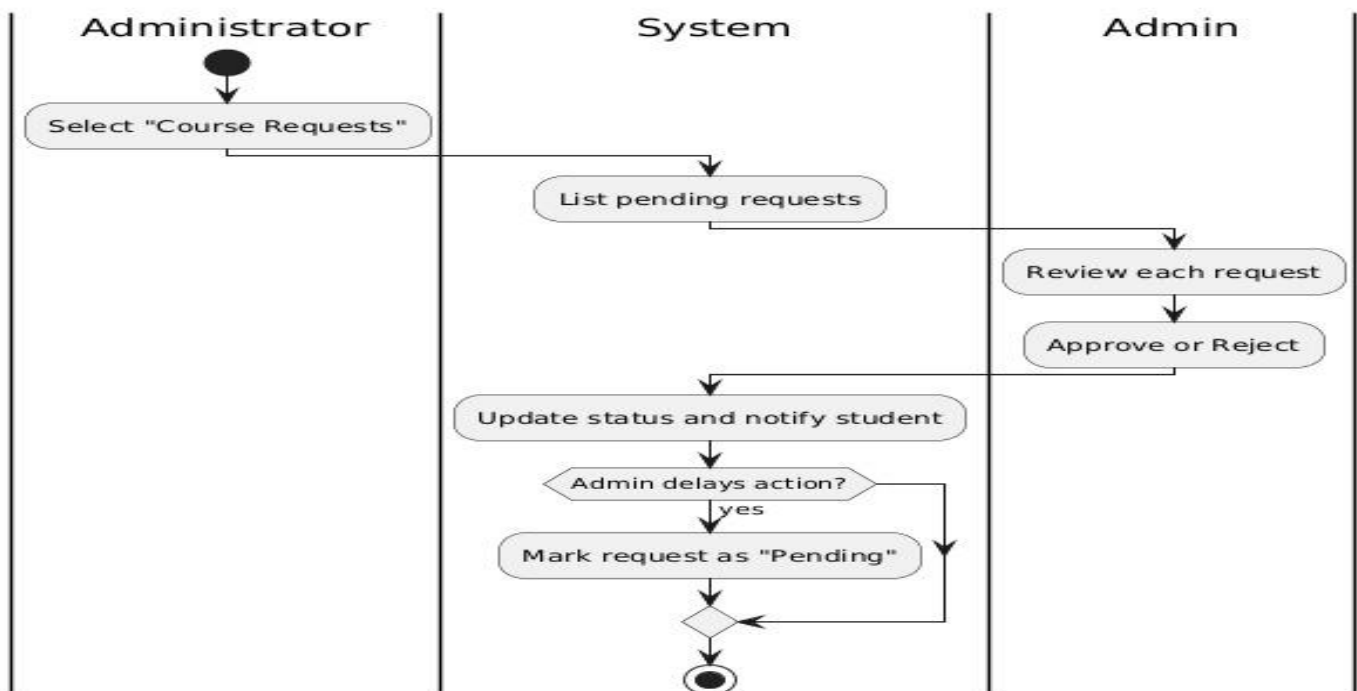 Administrator
System
Admin
Select "Course Requests"
List pending requests
Review each request
Approve or Reject
Update status and notify student
Admin delays action?
yes
Mark request as "Pending"